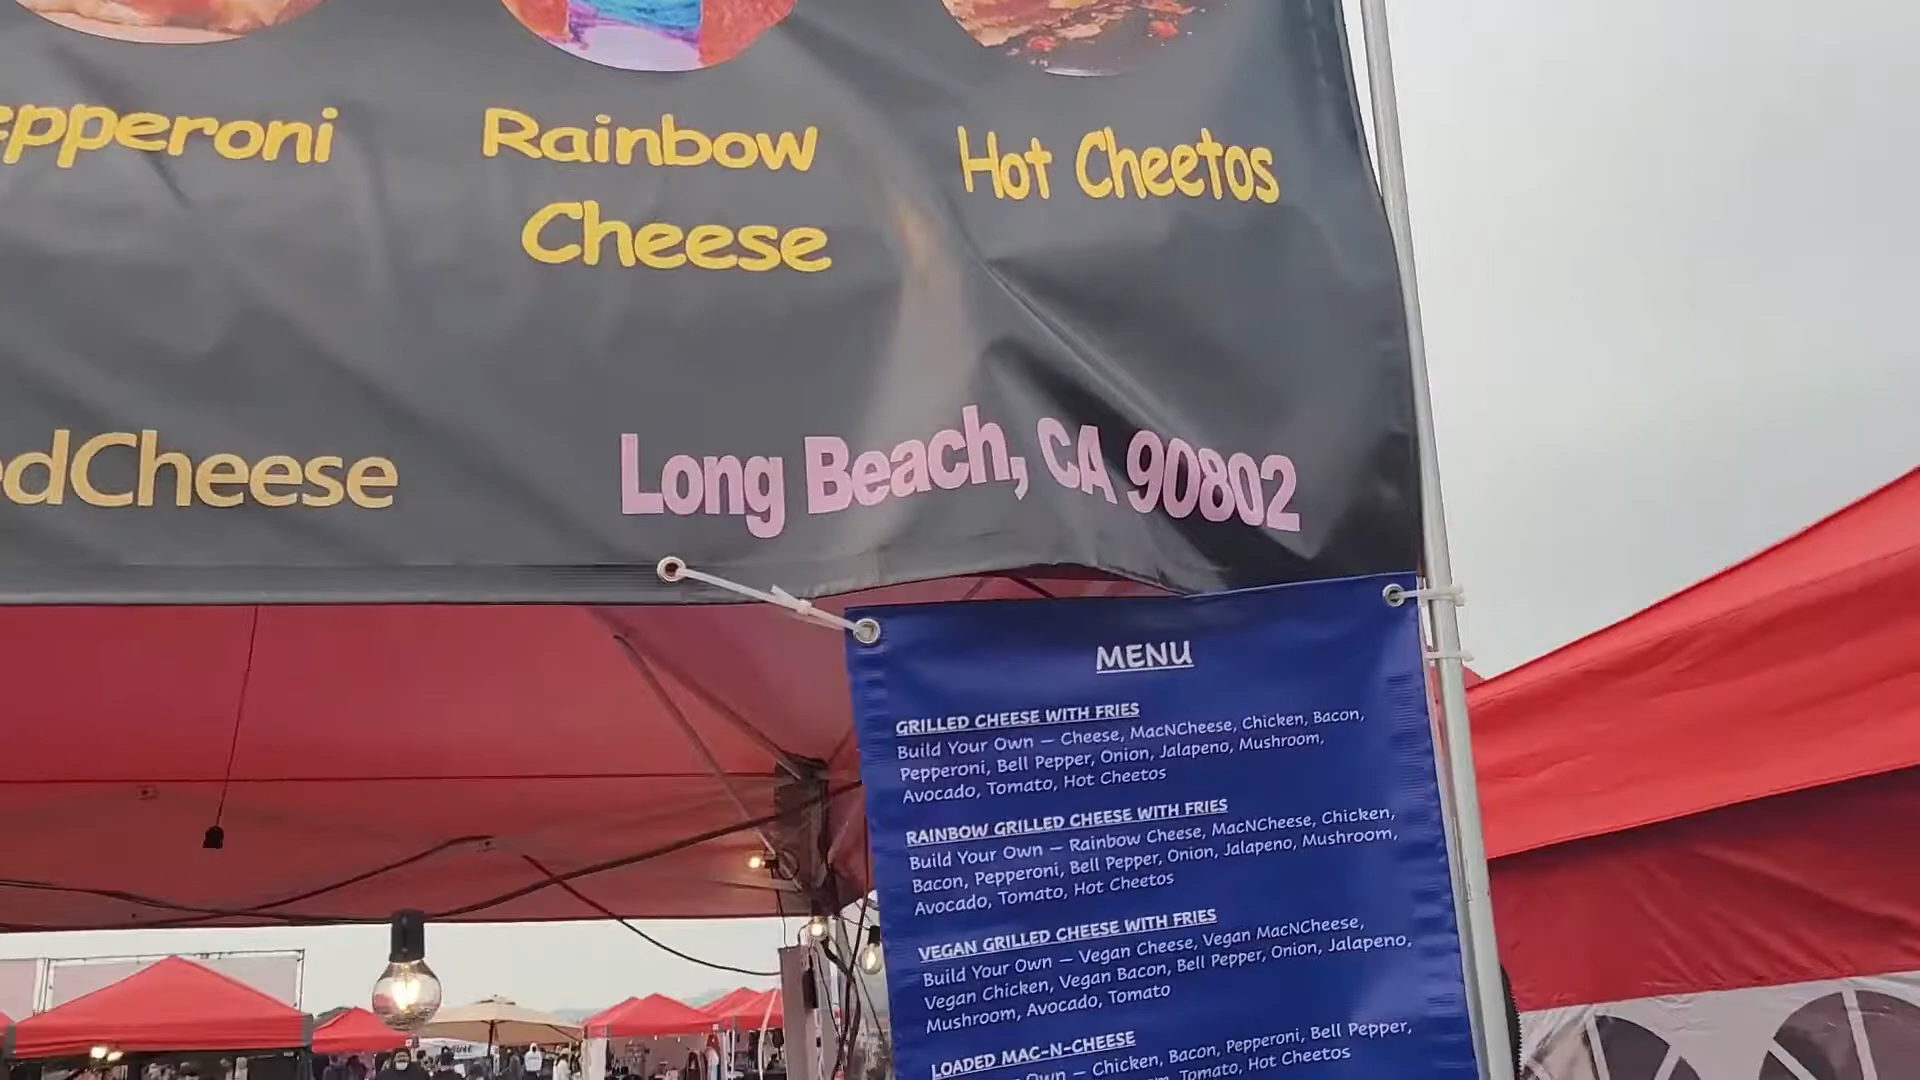 Rainbow
Cheese
Hot Cheetos
Long Beach, CA 90802
MENU
GRILLED CHEESE WITH FRIES
Build Your Own – Cheese, MacNCheese, Chicken, Bacon,
Pepperoni, Bell Pepper, Onion, Jalapeno, Mushroom,
Avocado, Tomato, Hot Cheetos
RAINBOW GRILLED CHEESE WITH FRIES
Build Your Own – Rainbow Cheese, MacNCheese, Chicken,
Bacon, Pepperoni, Bell Pepper, Onion, Jalapeno, Mushroom,
Avocado, Tomato, Hot Cheetos
VEGAN GRILLED CHEESE WITH FRIES
Build Your Own – Vegan Cheese, Vegan MacNCheese,
Vegan Chicken, Vegan Bacon, Bell Pepper, Onion, Jalapeno,
Mushroom, Avocado, Tomato
LOADED MAC-N-CHEESE
Own – Chicken, Bacon, Pepperoni, Bell Pepper,
Tomato, Hot Cheetos